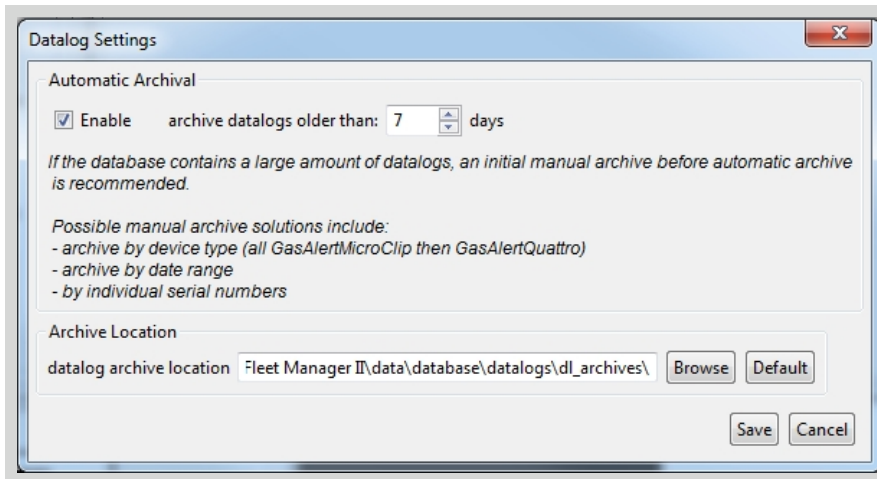 Datalog Settings
Automatic Archival
Enable archive datalogs older than: 7 days
If the database contains a large amount of datalogs, an initial manual archive before automatic archive
is recommended.
Possible manual archive solutions include:
- archive by device type (all GasAlertMicroClip then GasAlertQuattro)
- archive by date range
- by individual serial numbers
Archive Location
datalog archive location Fleet Manager II\data\database\datalogs\dl_archives\ Browse Default
Save Cancel